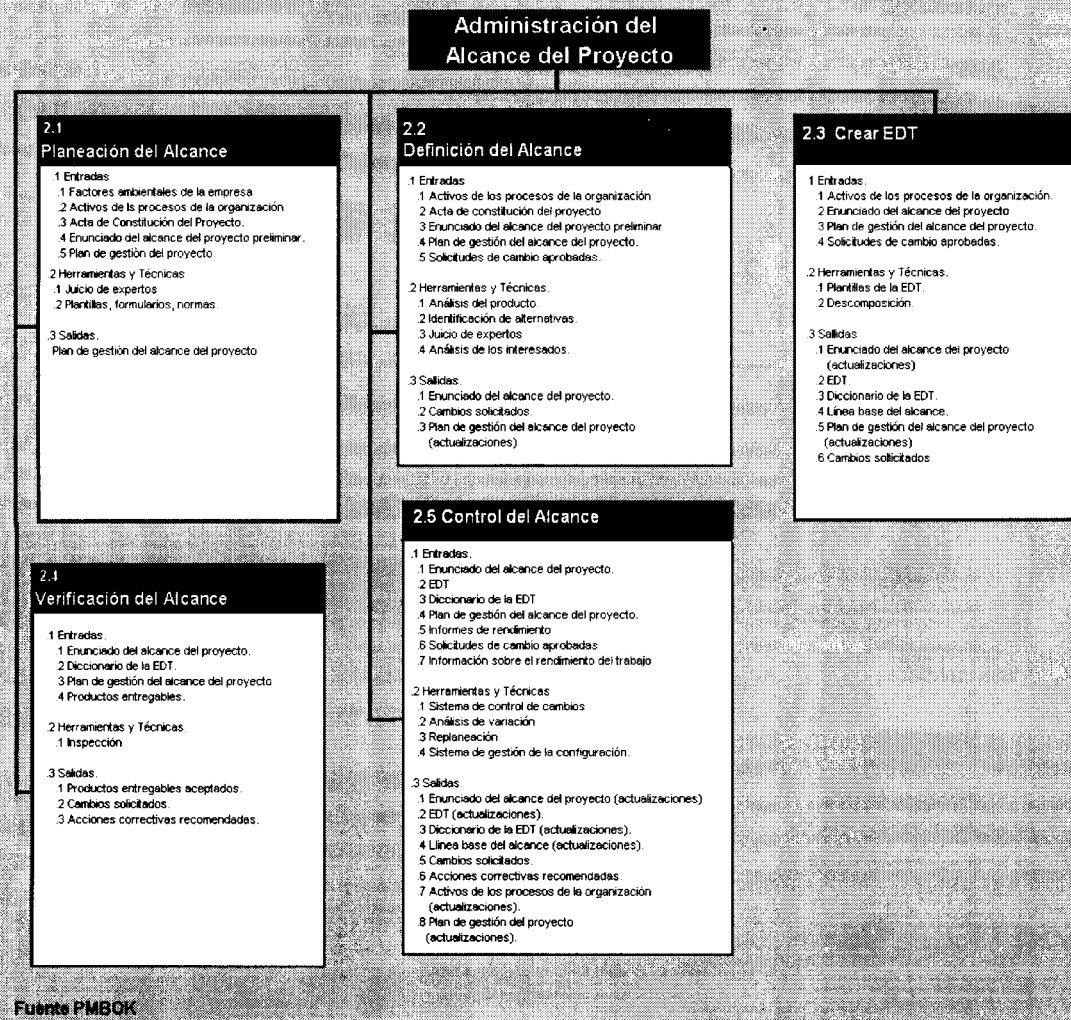 Administración del
Alcance del Proyecto
2.1
Planeación del Alcance
.1 Entradas
.1 Factores ambientales de la empresa
.2 Activos de ls procesos de la organización
.3 Acta de Constitución del Proyecto.
.4 Enunciado del alcance del proyecto preliminar.
.5 Plan de gestión del proyecto.
.2 Herramientas y Técnicas
.1 Juicio de expertos
.2 Plantillas, formularios, normas.
.3 Salidas.
Plan de gestión del alcance del proyecto
2.2
Definición del Alcance
.1 Entradas
.1 Activos de los procesos de la organización
.2 Acta de constitución del proyecto
.3 Enunciado del alcance del proyecto preliminar
.4 Plan de gestión del alcance del proyecto.
.5 Solicitudes de cambio aprobadas.
.2 Herramientas y Técnicas.
.1 Análisis del producto.
.2 Identificación de alternativas.
.3 Juicio de expertos
.4 Análisis de los interesados.
.3 Salidas.
.1 Enunciado del alcance del proyecto.
.2 Cambios solicitados.
.3 Plan de gestión del alcance del proyecto
(actualizaciones)
2.3 Crear EDT
1 Entradas.
.1 Activos de los procesos de la organización.
.2 Enunciado del alcance del proyecto
.3 Plan de gestión del alcance del proyecto.
.4 Solicitudes de cambio aprobadas.
.2 Herramientas y Técnicas.
.1 Plantillas de la EDT.
.2 Descomposición.
.3 Salidas
.1 Enunciado del alcance del proyecto
(actualizaciones)
.2 EDT.
.3 Diccionario de la EDT.
.4 Línea base del alcance.
.5 Plan de gestión del alcance del proyecto
(actualizaciones)
.6 Cambios sollicitados
2.4
Verificación del Alcance
.1 Entradas.
.1 Enunciado del alcance del proyecto.
.2 Diccionario de la EDT.
.3 Plan de gestión del alcance del proyecto
.4 Productos entregables.
.2 Herramientas y Técnicas.
.1 Inspección
.3 Salidas.
.1 Productos entregables aceptados.
.2 Cambios solicitados.
.3 Acciones correctivas recomendadas.
2.5 Control del Alcance
.1 Entradas.
.1 Enunciado del alcance del proyecto.
.2 EDT
.3 Diccionario de la EDT
.4 Plan de gestión del alcance del proyecto.
.5 Informes de rendimiento
.6 Solicitudes de cambio aprobadas
.7 Información sobre el rendimiento del trabajo
.2 Herramientas y Técnicas
.1 Sistema de control de cambios
.2 Análisis de variación
.3 Replaneación
.4 Sistema de gestión de la configuración.
.3 Salidas
.1 Enunciado del alcance del proyecto (actualizaciones)
.2 EDT (actualizaciones).
.3 Diccionario de la EDT (actualizaciones).
.4 Llinea base del alcance (actualizaciones).
.5 Cambios solicitados.
.6 Acciones correctivas recomendadas
.7 Activos de los procesos de la organización
(actualizaciones).
.8 Plan de gestión del proyecto
(actualizaciones).
Fuente PMBOK